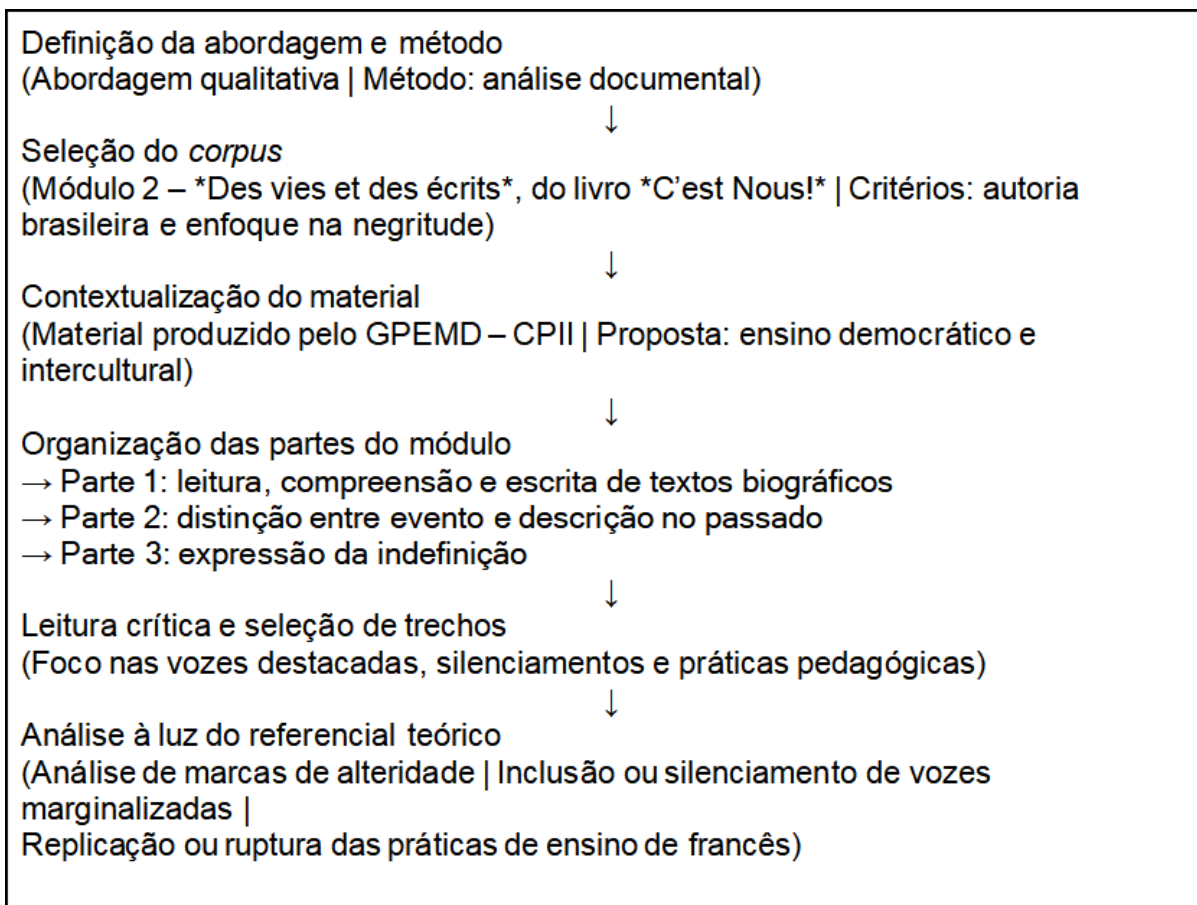 Definição da abordagem e método
(Abordagem qualitativa | Método: análise documental)
↓
Seleção do corpus
(Módulo 2 – *Des vies et des écrits*, do livro *C’est Nous!* | Critérios: autoria
brasileira e enfoque na negritude)
↓
Contextualização do material
(Material produzido pelo GPEMD – CPII | Proposta: ensino democrático e
intercultural)
↓
Organização das partes do módulo
→ Parte 1: leitura, compreensão e escrita de textos biográficos
→ Parte 2: distinção entre evento e descrição no passado
→ Parte 3: expressão da indefinição
↓
Leitura crítica e seleção de trechos
(Foco nas vozes destacadas, silenciamentos e práticas pedagógicas)
↓
Análise à luz do referencial teórico
(Análise de marcas de alteridade | Inclusão ou silenciamento de vozes
marginalizadas |
Replicação ou ruptura das práticas de ensino de francês)